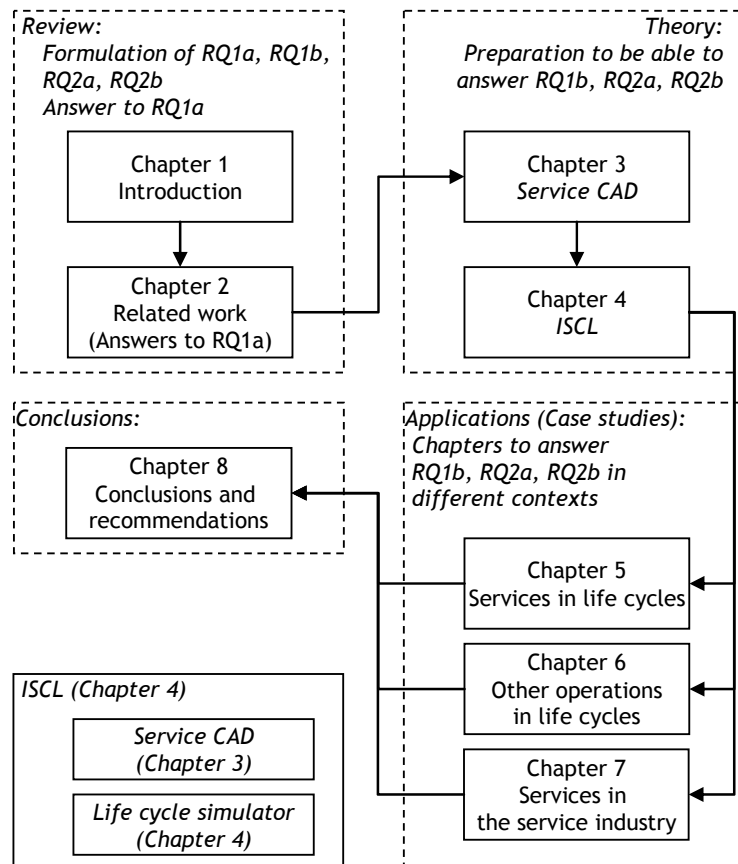 Review:
Formulation of RQ1a, RQ1b,
RQ2a, RQ2b
Answer to RQ1a
Chapter 1
Introduction
Chapter 2
Related work
(Answers to RQ1a)
Theory:
Preparation to be able to
answer RQ1b, RQ2a, RQ2b
Chapter 3
Service CAD
Chapter 4
ISCL
Conclusions:
Chapter 8
Conclusions and
recommendations
Applications (Case studies):
Chapters to answer
RQ1b, RQ2a, RQ2b in
different contexts
Chapter 5
Services in life cycles
Chapter 6
Other operations
in life cycles
Chapter 7
Services in
the service industry
ISCL (Chapter 4)
Service CAD
(Chapter 3)
Life cycle simulator
(Chapter 4)